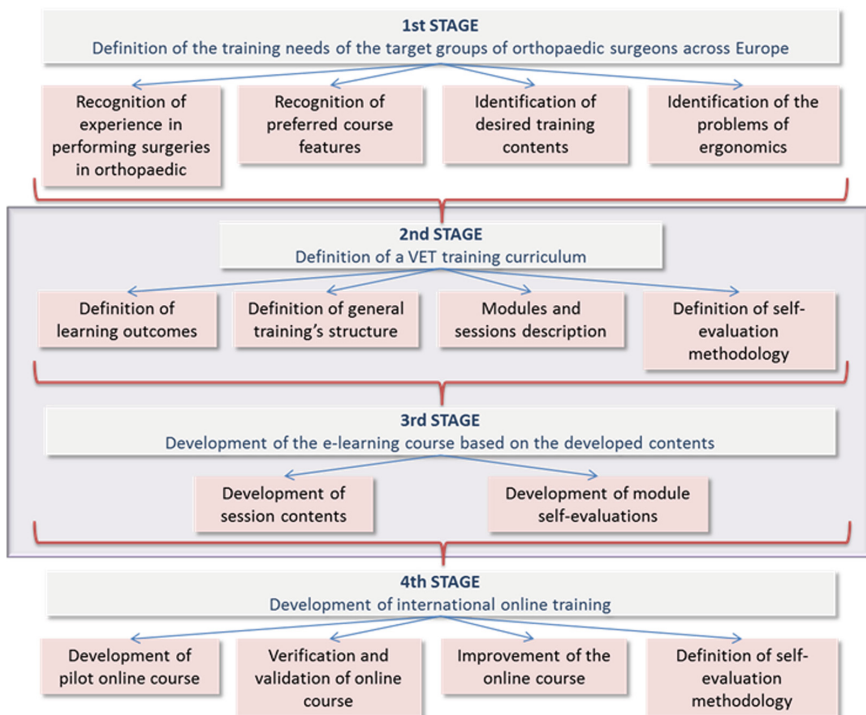 1st STAGE
Definition of the training needs of the target groups of orthopaedic surgeons across Europe
Recognition of
experience in
performing surgeries
in orthopaedic
Recognition of
preferred course
features
Identification of
desired training
contents
Identification of the
problems of
ergonomics
2nd STAGE
Definition of a VET training curriculum
Definition of
learning outcomes
Definition of general
training's structure
Modules and
sessions description
Definition of self-
evaluation
methodology
3rd STAGE
Development of the e-learning course based on the developed contents
Development of
session contents
Development of module
self-evaluations
4th STAGE
Development of international online training
Development of
pilot online course
Verification and
validation of online
course
Improvement of the
online course
Definition of self-
evaluation
methodology